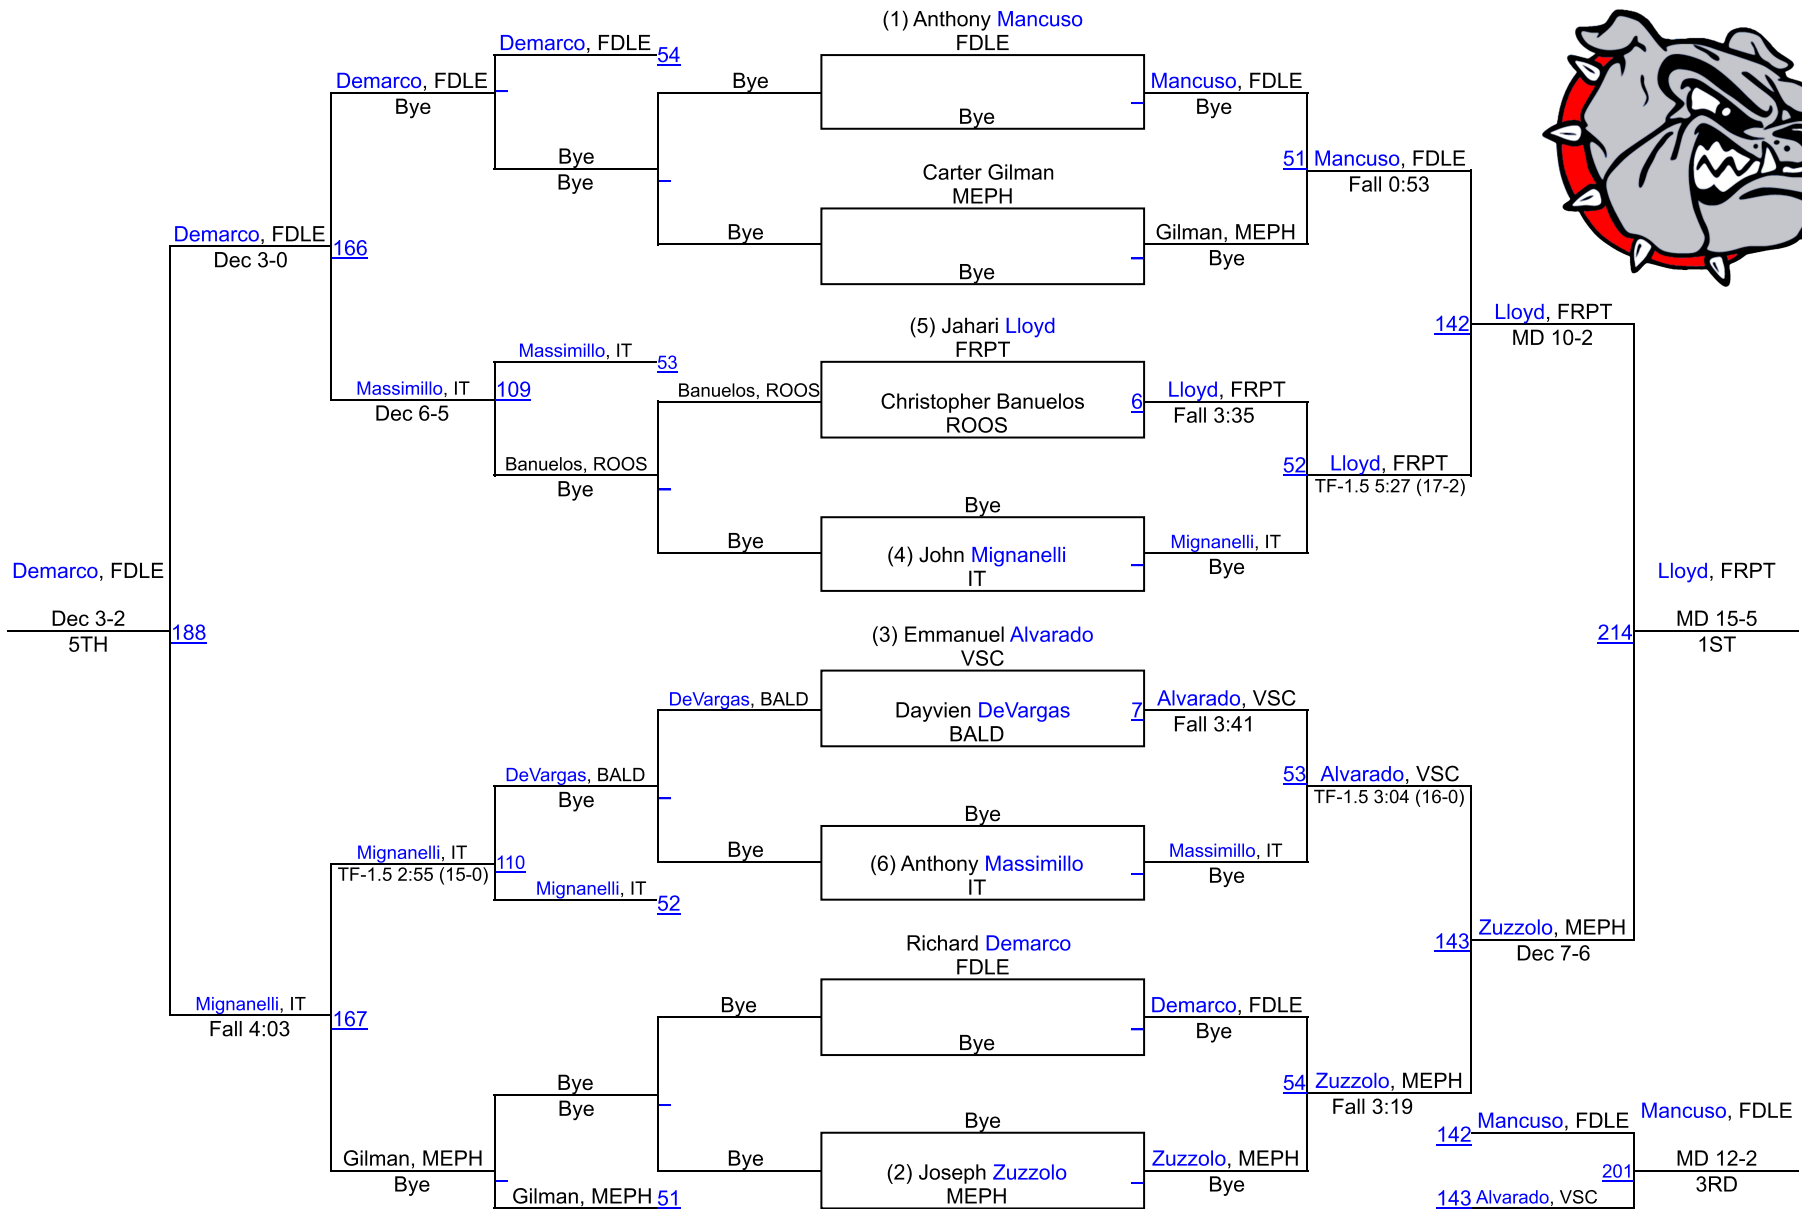 (1) Anthony Mancuso
FDLE
Bye
Carter Gilman
MEPH
Bye
(5) Jahari Lloyd
FRPT
Christopher Banuelos
ROOS
6
Bye
(4) John Mignanelli
IT
(3) Emmanuel Alvarado
VSC
Dayvien DeVargas
BALD
7
Bye
(6) Anthony Massimillo
IT
Richard Demarco
FDLE
Bye
Bye
(2) Joseph Zuzzolo
MEPH
Mancuso, FDLE
Bye
Gilman, MEPH
Bye
Lloyd, FRPT
Fall 3:35
Mignanelli, IT
Bye
Alvarado, VSC
Fall 3:41
Massimillo, IT
Bye
Demarco, FDLE
Bye
Zuzzolo, MEPH
Bye
51 Mancuso, FDLE
Fall 0:53
52 Lloyd, FRPT
TF-1.5 5:27 (17-2)
53 Alvarado, VSC
TF-1.5 3:04 (16-0)
54 Zuzzolo, MEPH
Fall 3:19
142 Lloyd, FRPT
MD 10-2
143 Zuzzolo, MEPH
Dec 7-6
Lloyd, FRPT
214 MD 15-5
1ST
142 Mancuso, FDLE
143 Alvarado, VSC
Mancuso, FDLE
201 MD 12-2
3RD
Bye
Bye
Banuelos, ROOS
Bye
DeVargas, BALD
Bye
Bye
Bye
Demarco, FDLE 54
Bye
Bye
Massimillo, IT 53
Banuelos, ROOS
Bye
DeVargas, BALD
Bye
Mignanelli, IT 52
Bye
Bye
Gilman, MEPH 51
Demarco, FDLE
Bye
Massimillo, IT 109
Dec 6-5
Mignanelli, IT 110
TF-1.5 2:55 (15-0)
Gilman, MEPH
Bye
Demarco, FDLE 166
Dec 3-0
Mignanelli, IT 167
Fall 4:03
Demarco, FDLE
Dec 3-2 188
5TH